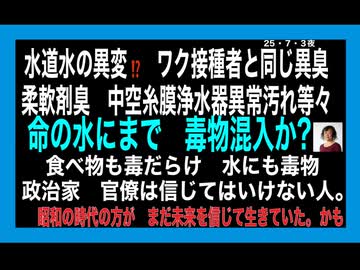 25・7・3夜
水道水の異変⁉ ワク接種者と同じ異臭
柔軟剤臭 中空糸膜浄水器異常汚れ等々
命の水にまで 毒物混入か?
食べ物も毒だらけ 水にも毒物
政治家 官僚は信じてはいけない人。
昭和の時代の方が まだ未来を信じて生きていた。かも